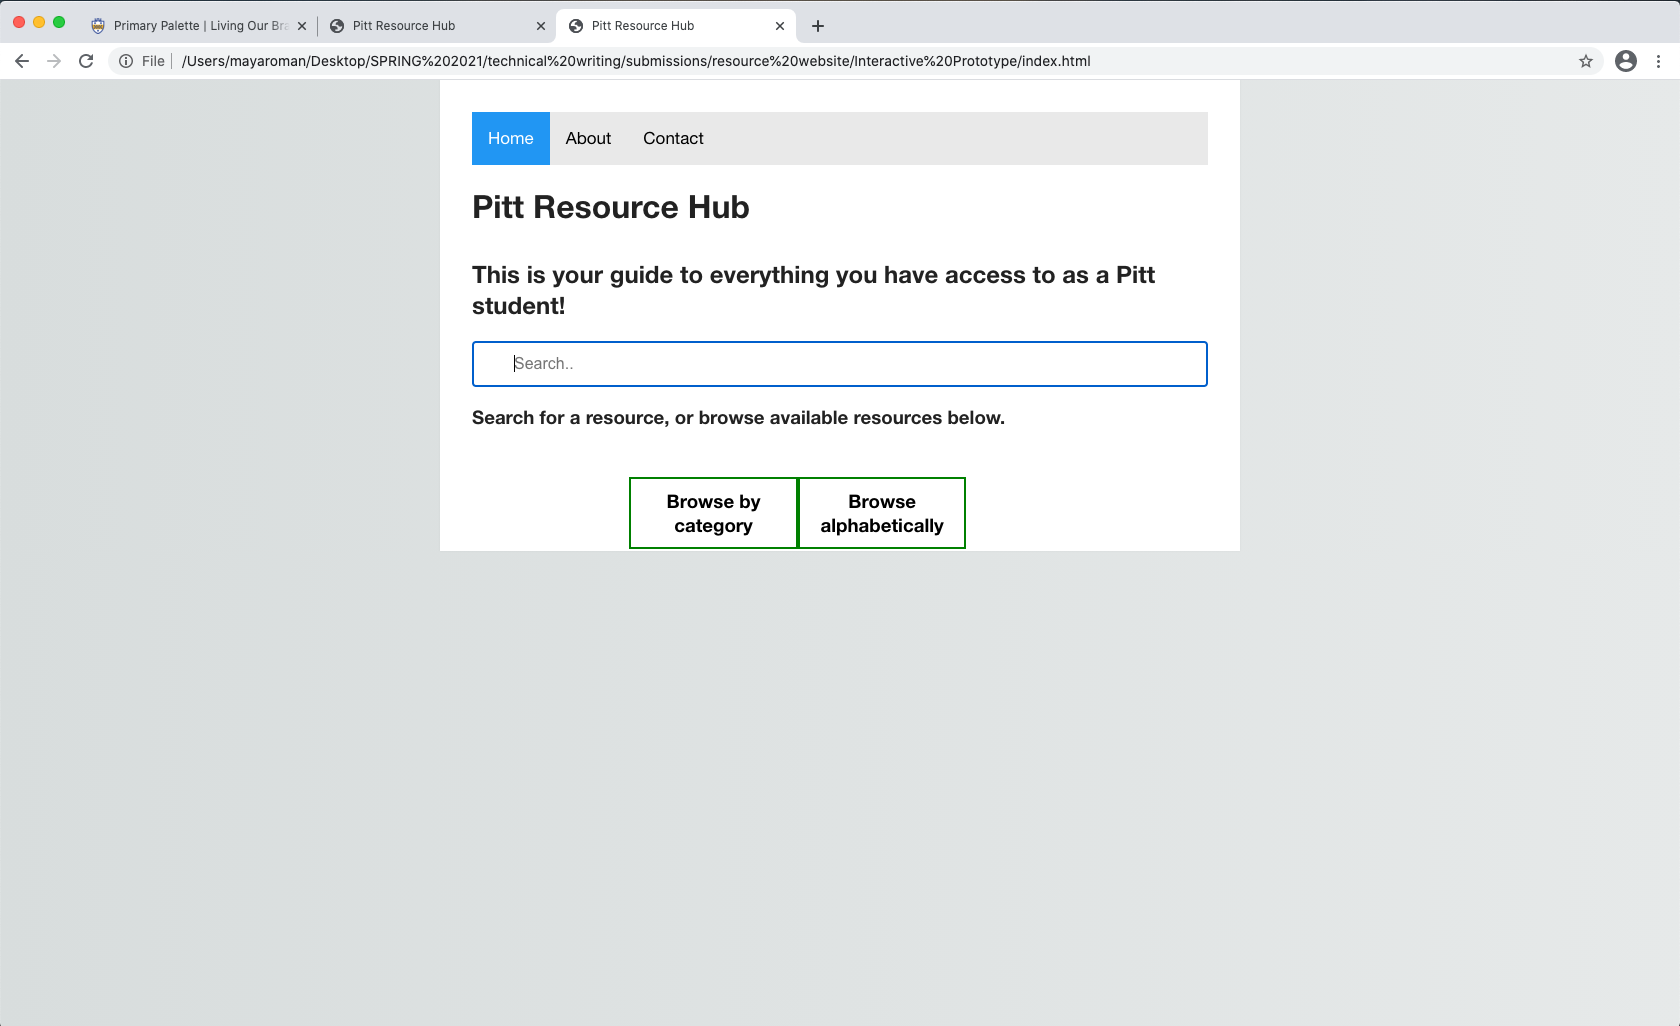 Primary Palette | Living Our Bra
Pitt Resource Hub
Pitt Resource Hub
File
/Users/mayaroman/Desktop/SPRING%202021/technical%20writing/submissions/resource%20website/Interactive%20Prototype/index.html
Home About Contact
Pitt Resource Hub
This is your guide to everything you have access to as a Pitt
student!
Search..
Search for a resource, or browse available resources below.
Browse by
category
Browse
alphabetically